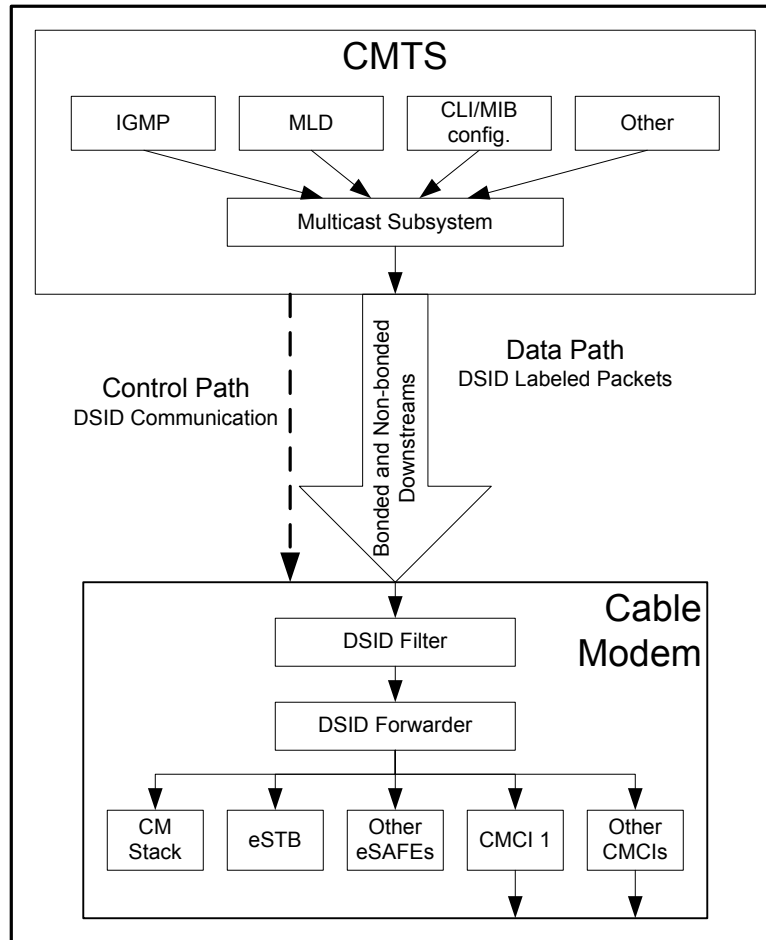 CMTS
IGMP
MLD
CLI/MIB
config.
Other
Multicast Subsystem
Control Path
DSID Communication
Bonded and Non-bonded
Downstreams
Data Path
DSID Labeled Packets
Cable
Modem
DSID Filter
DSID Forwarder
CM
Stack
eSTB
Other
eSAFEs
CMCI 1
Other
CMCIs